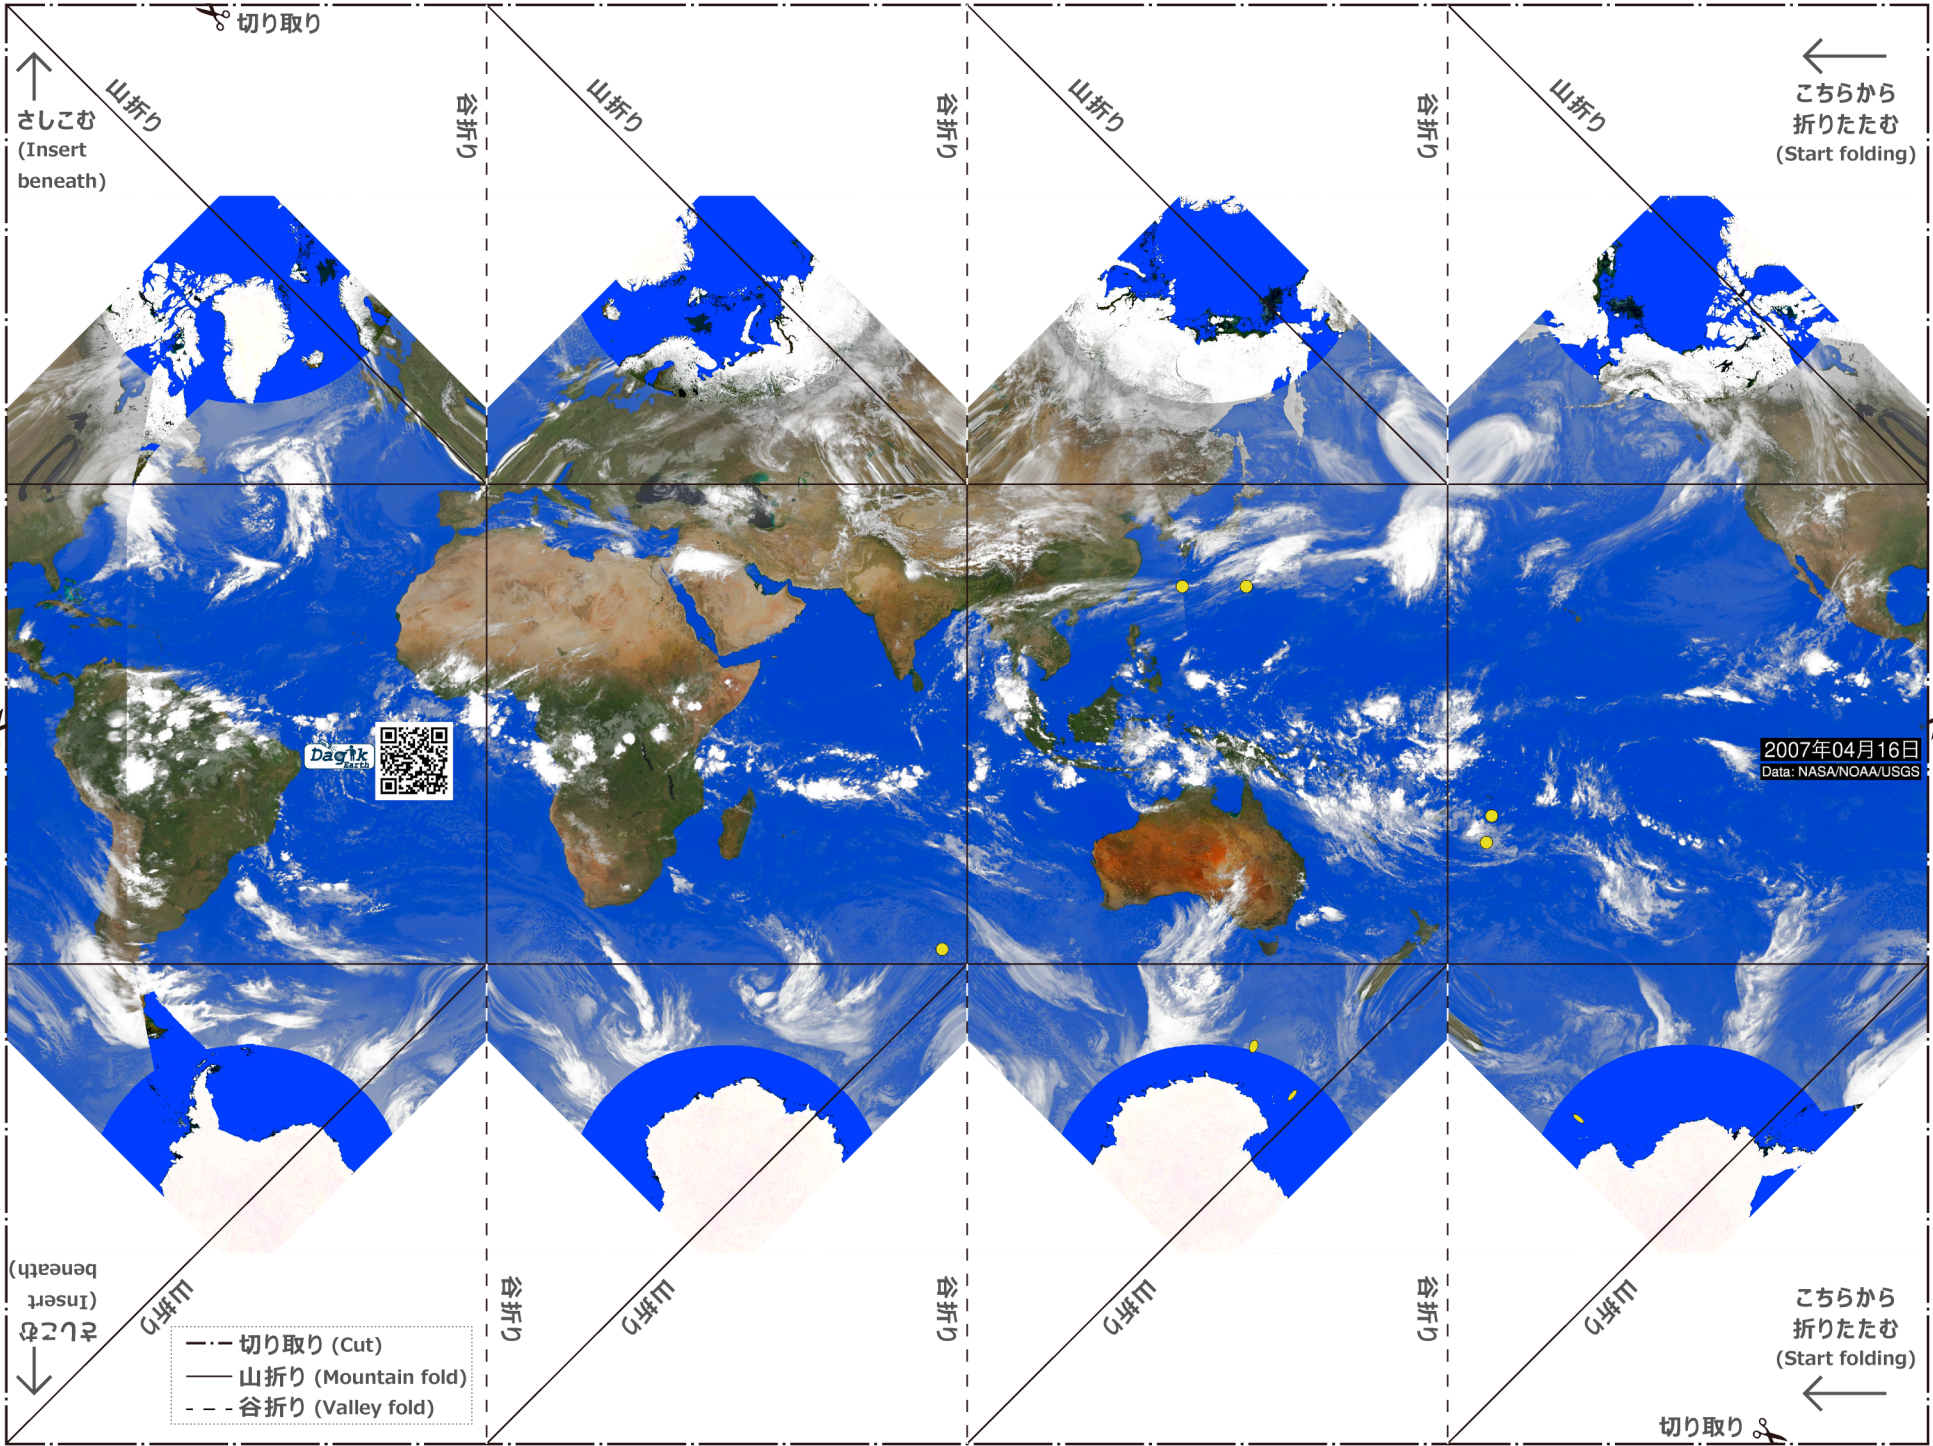 切り取り
山折り
谷折り
山折り
谷折り
山折り
谷折り
山折り
さしこむ
(Insert
beneath)
こちらから
折りたたむ
(Start folding)
Dagik
Earth
2007年04月16日
Data: NASA/NOAA/USGS
さしこむ
(Insert
beneath)
山折り
谷折り
山折り
谷折り
山折り
谷折り
山折り
こちらから
折りたたむ
(Start folding)
切り取り (Cut)
山折り (Mountain fold)
谷折り (Valley fold)
切り取り